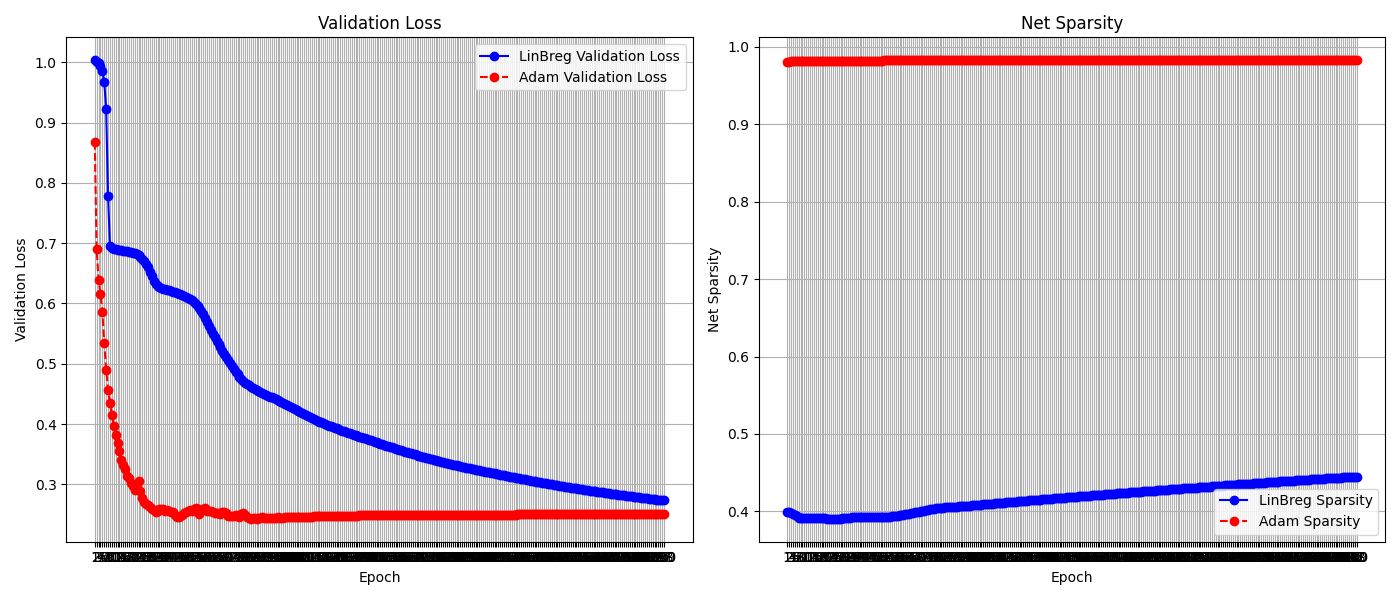 Validation Loss
LinBreg Validation Loss
Adam Validation Loss
1.0
0.9
0.8
0.7
0.6
0.5
0.4
0.3
Validation Loss
Epoch
Net Sparsity
1.0
0.9
0.8
0.7
0.6
0.5
0.4
Net Sparsity
LinBreg Sparsity
Adam Sparsity
Epoch